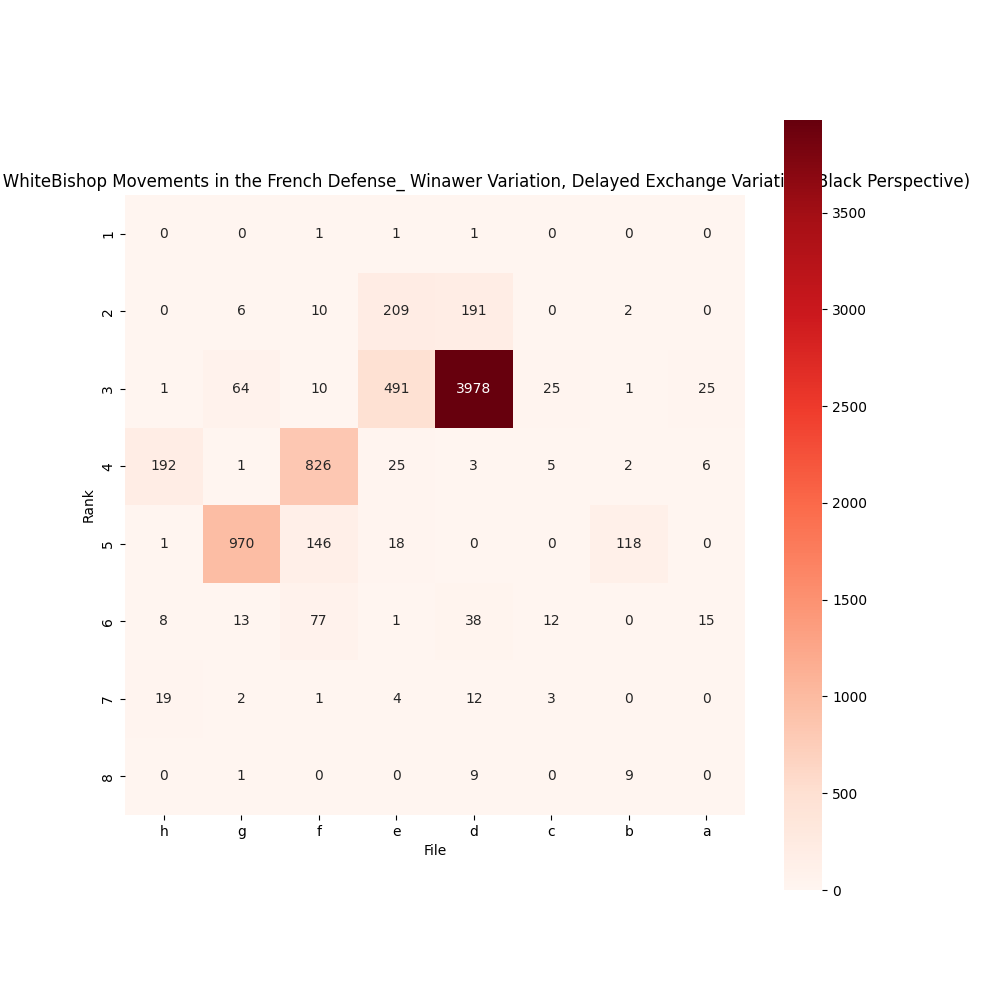 WhiteBishop Movements in the French Defense_ Winawer Variation, Delayed Exchange Black Perspective)
Rank
1 0 0 1 1 1 0 0 0
2 0 6 10 209 191 0 2 0
3 1 64 10 491 3978 25 1 25
4 192 1 826 25 3 5 2 6
5 1 970 146 18 0 0 118 0
6 8 13 77 1 38 12 0 15
7 19 2 1 4 12 3 0 0
8 0 1 0 0 9 0 9 0
h g f e d c b a
File
3500
3000
2500
2000
1500
1000
500
0